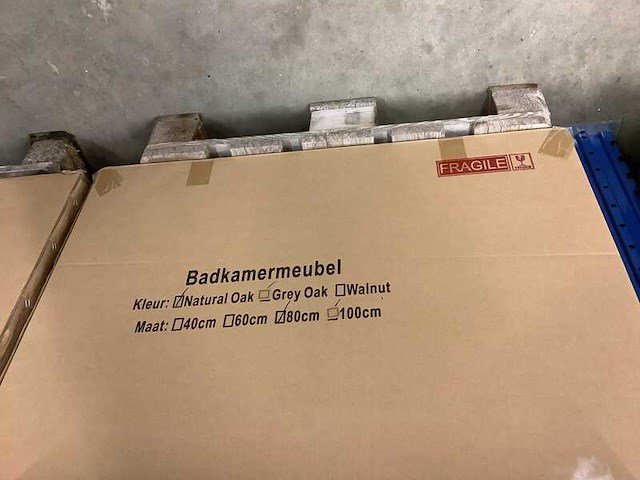 FRAGILE
Badkamermeubel
Kleur: ☑Natural Oak ☐Grey Oak ☐Walnut
Maat: ☐40cm ☐60cm ☑80cm ☐100cm